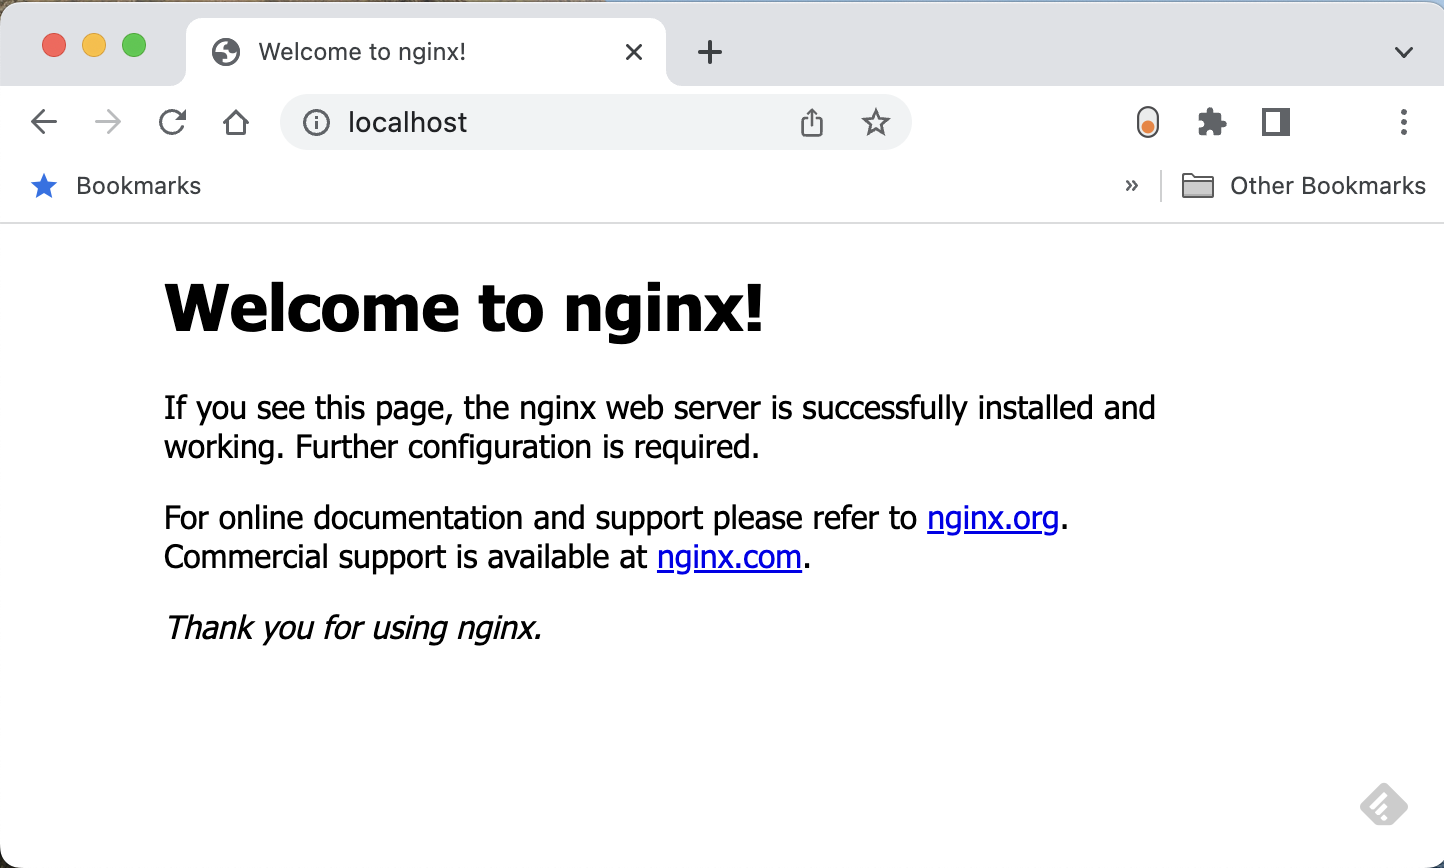 Welcome to nginx!
localhost
Bookmarks
» Other Bookmarks
Welcome to nginx!
If you see this page, the nginx web server is successfully installed and
working. Further configuration is required.
For online documentation and support please refer to nginx.org.
Commercial support is available at nginx.com.
Thank you for using nginx.